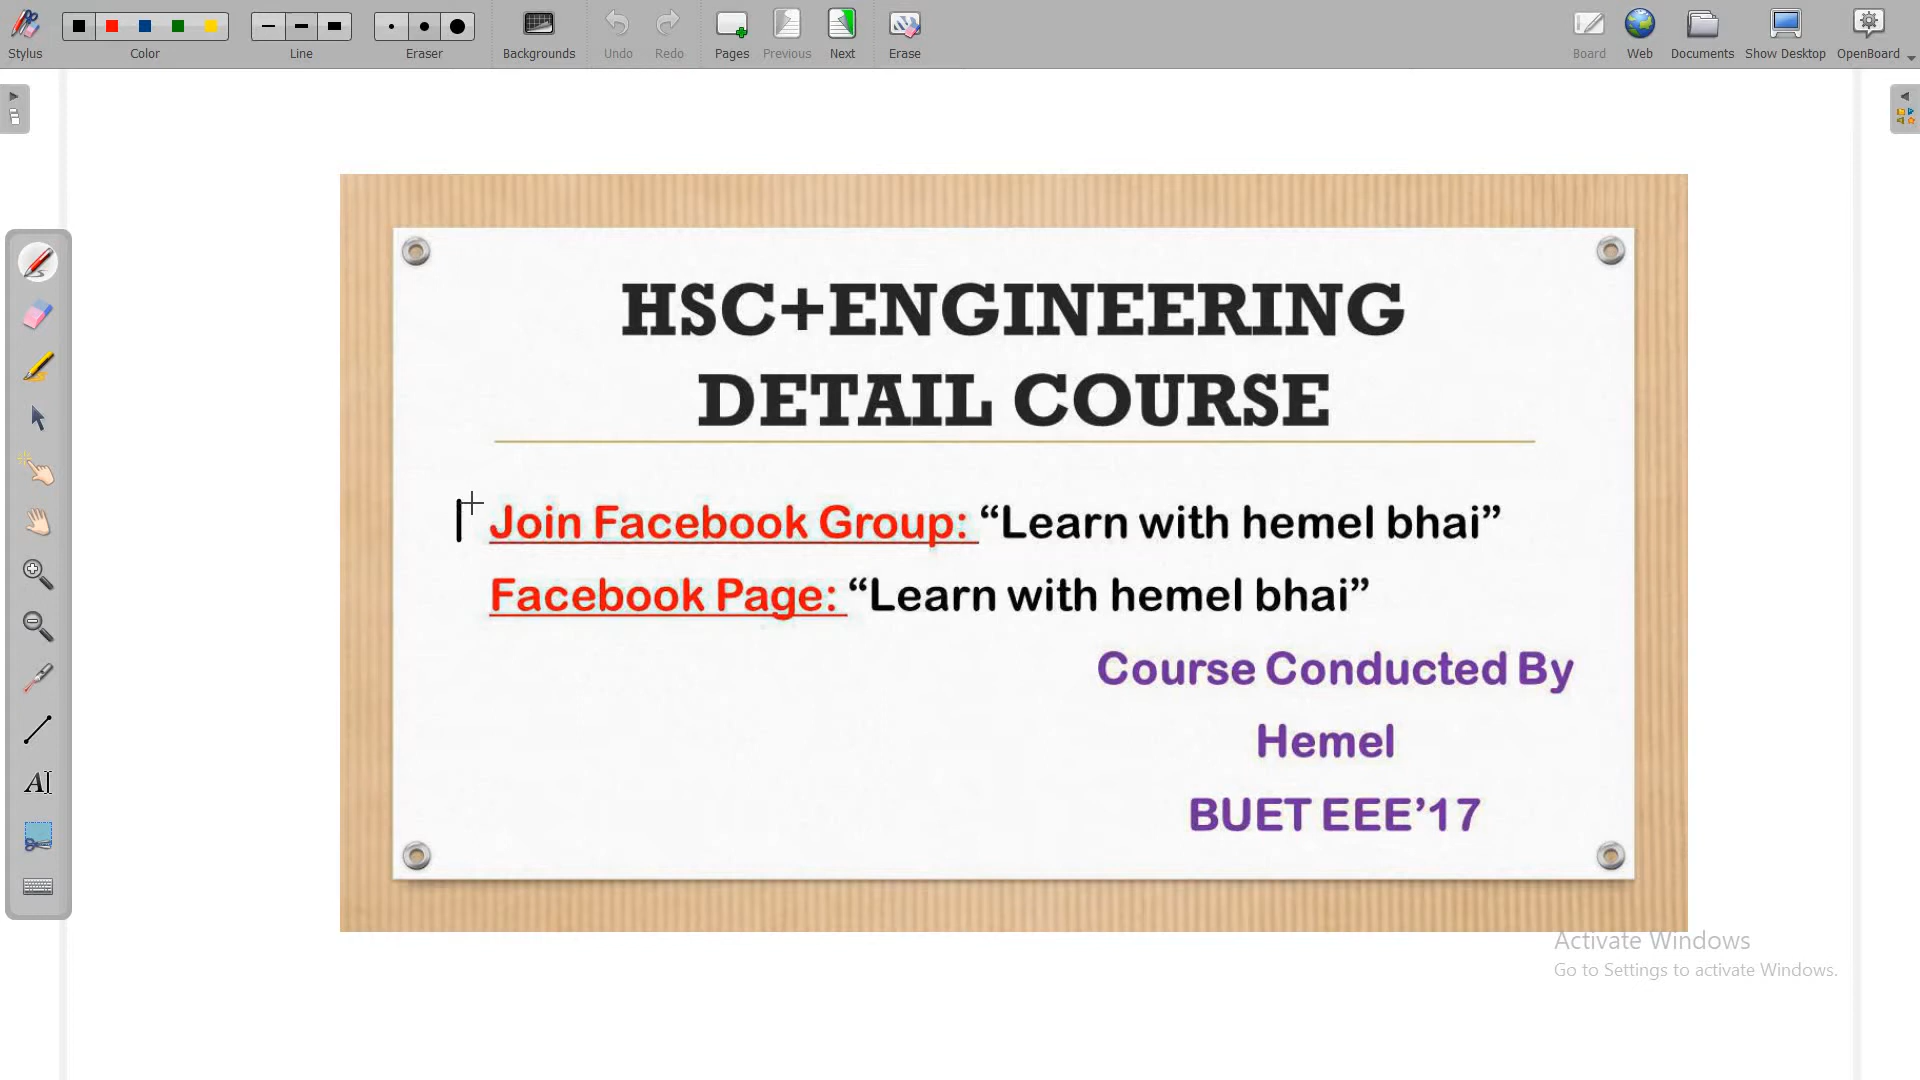 Stylus Color Line Eraser Backgrounds Undo Redo Pages Previous Next Erase Board Web Documents Show Desktop OpenBoard
HSC+ENGINEERING
DETAIL COURSE
Join Facebook Group: “Learn with hemel bhai”
Facebook Page: “Learn with hemel bhai”
Course Conducted By
Hemel
BUET EEE’17
Activate Windows
Go to Settings to activate Windows.